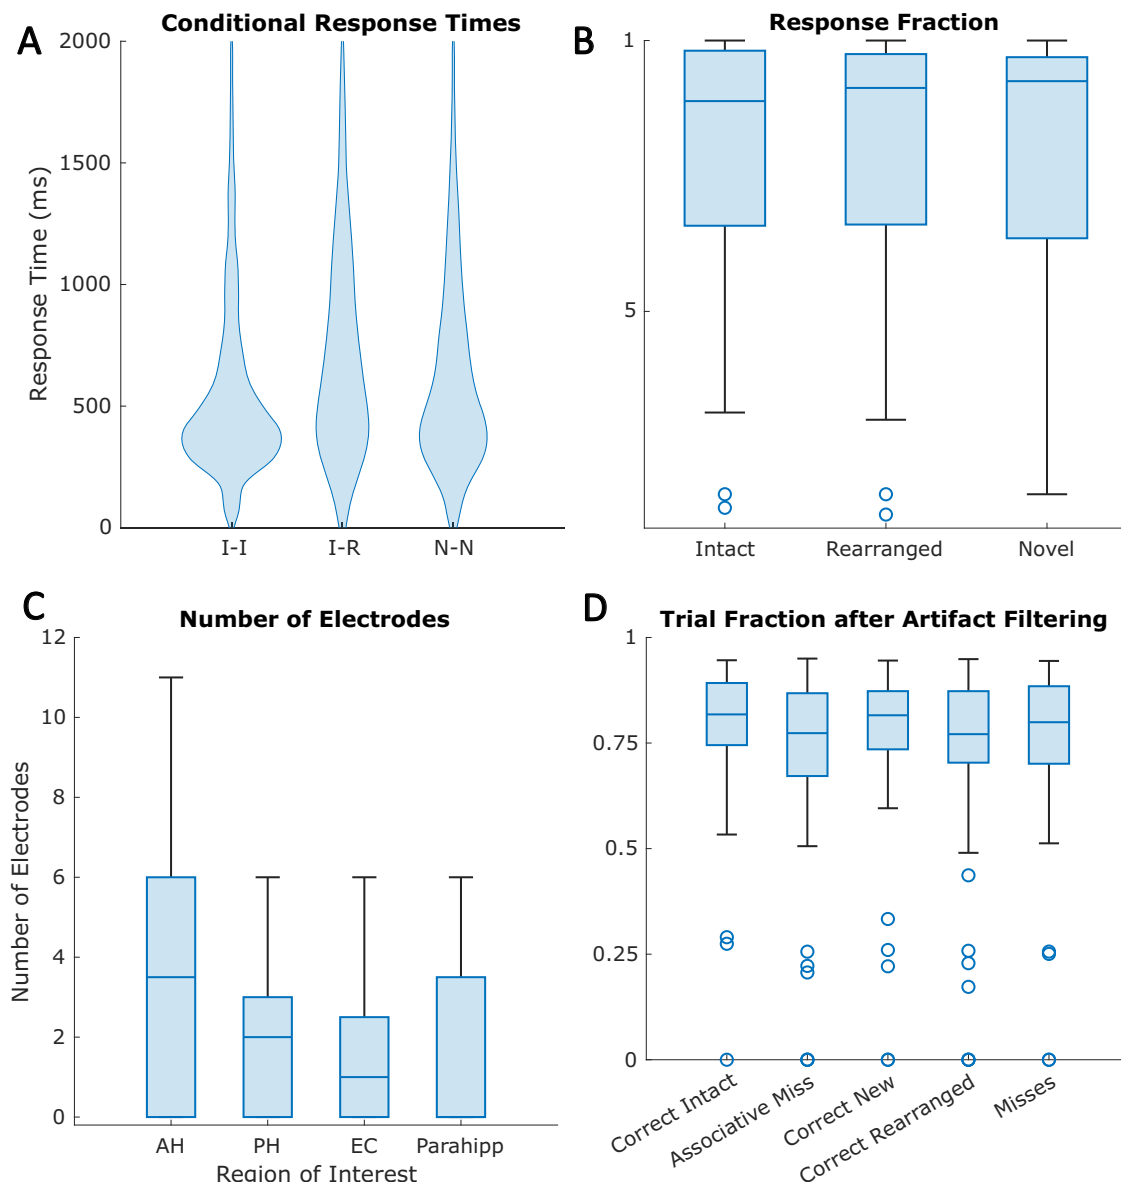 A
Conditional Response Times
2000
1500
1000
500
0
Response Time (ms)
I-I
I-R
N-N
B
Response Fraction
1
5
Intact
Rearranged
Novel
C
Number of Electrodes
12
10
8
6
4
2
0
Number of Electrodes
AH
PH
EC
Parahipp
Region of Interest
D
Trial Fraction after Artifact Filtering
1
0.75
0.5
0.25
0
Correct Intact
Associative Miss
Correct New
Correct Rearranged
Misses